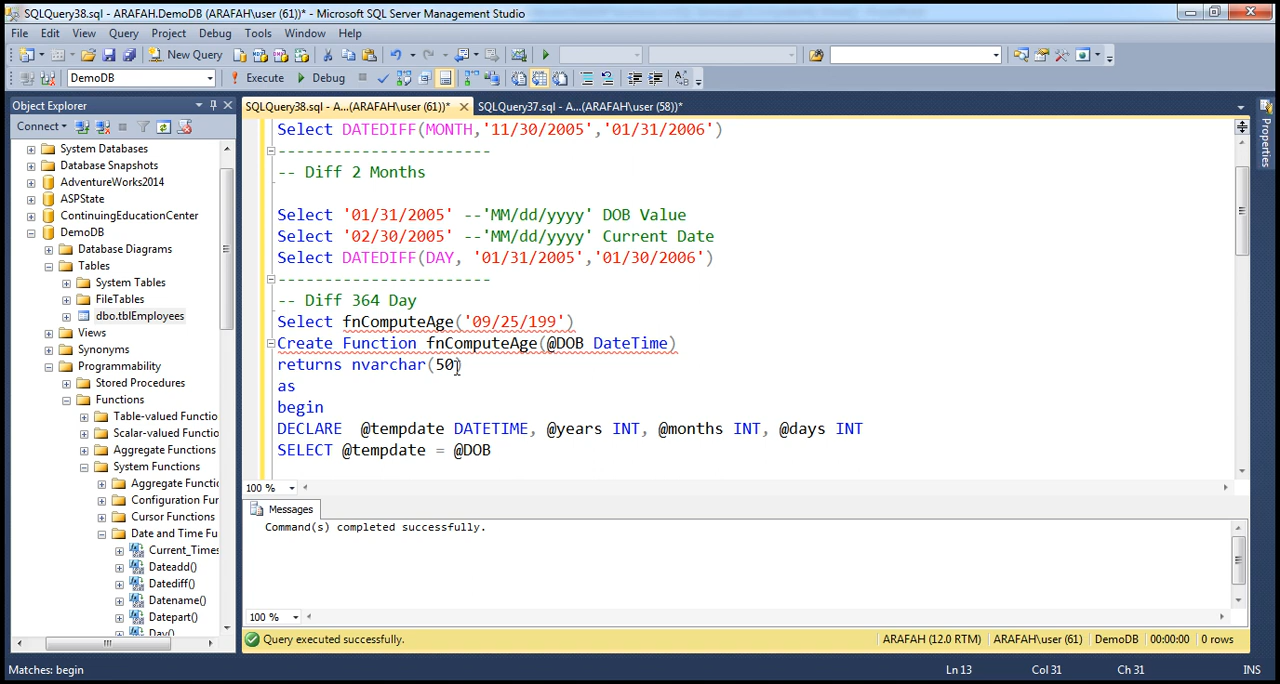 SQLQuery38.sql - ARAFAH.DemoDB (ARAFAH\user (61))* - Microsoft SQL Server Management Studio
File Edit View Query Project Debug Tools Window Help
New Query
DemoDB Execute Debug
Object Explorer
SQLQuery38.sql - A...(ARAFAH\user (61))* SQLQuery37.sql - A...(ARAFAH\user (58))*
Connect
System Databases
Database Snapshots
AdventureWorks2014
ASPState
ContinuingEducationCenter
DemoDB
Database Diagrams
Tables
System Tables
FileTables
dbo.tblEmployees
Views
Synonyms
Programmability
Stored Procedures
Functions
Table-valued Functio
Scalar-valued Functio
Aggregate Functions
System Functions
Aggregate Functic
Configuration Fur
Cursor Functions
Date and Time Fu
Current_Times
Dateadd()
Datediff()
Datename()
Datepart()
Day()
Select DATEDIFF(MONTH,'11/30/2005','01/31/2006')
-----------------------
-- Diff 2 Months
Select '01/31/2005' --'MM/dd/yyyy' DOB Value
Select '02/30/2005' --'MM/dd/yyyy' Current Date
Select DATEDIFF(DAY, '01/31/2005','01/30/2006')
-----------------------
-- Diff 364 Day
Select fnComputeAge('09/25/199')
Create Function fnComputeAge(@DOB DateTime)
returns nvarchar(50)
as
begin
DECLARE @tempdate DATETIME, @years INT, @months INT, @days INT
SELECT @tempdate = @DOB
100 %
Messages
Command(s) completed successfully.
100 %
Query executed successfully. ARAFAH (12.0 RTM) ARAFAH\user (61) DemoDB 00:00:00 0 rows
Matches: begin Ln 13 Col 31 Ch 31 INS
Properties